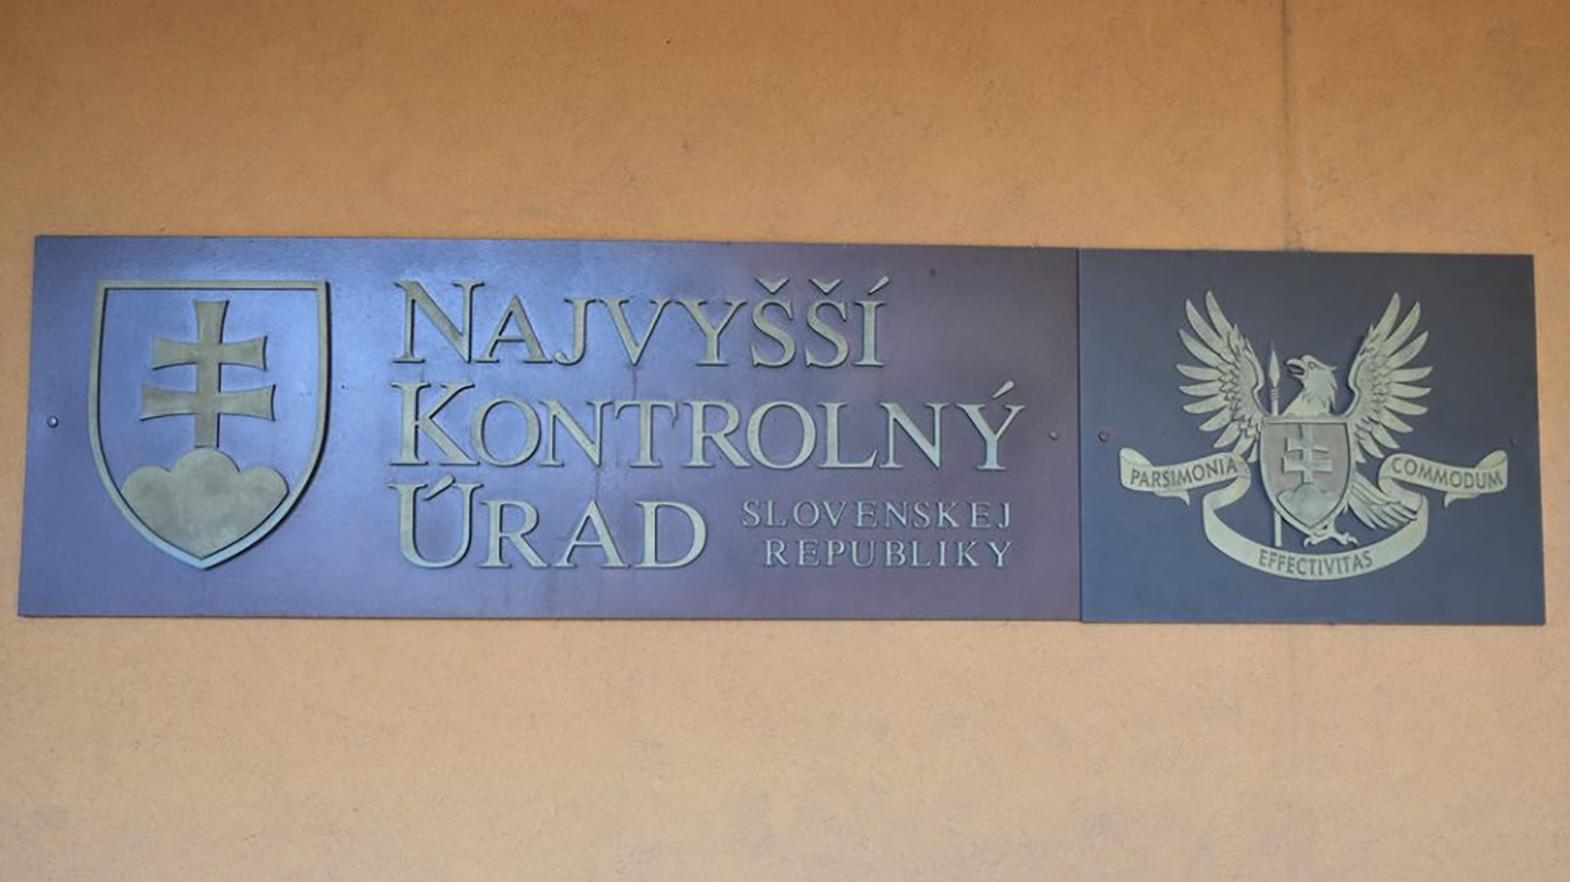 NAJVYŠŠÍ
KONTROLNÝ
ÚRAD
SLOVENSKEJ
REPUBLIKY
PARSIMONIA
EFFECTIVITAS
COMMODUM